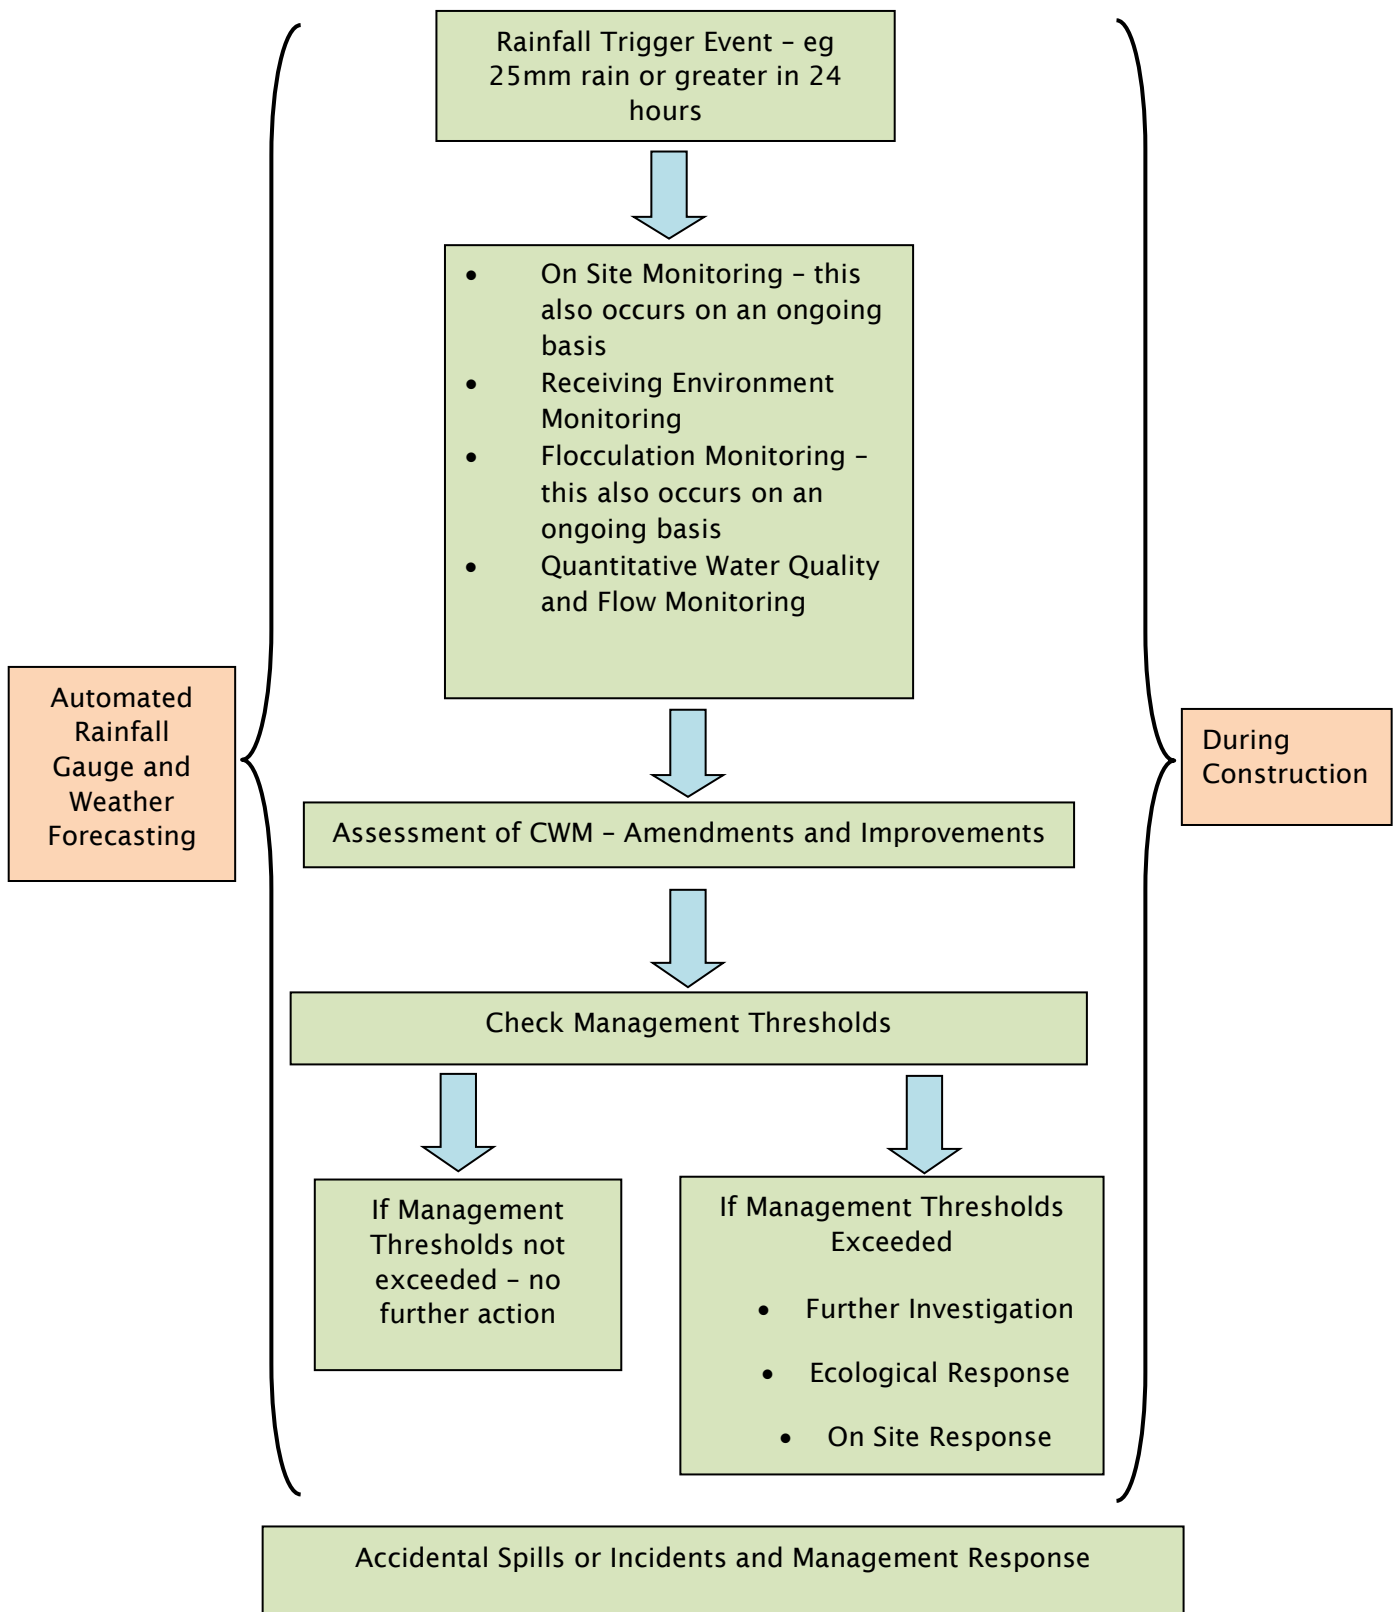 Rainfall Trigger Event – eg
25mm rain or greater in 24
hours
• On Site Monitoring – this
also occurs on an ongoing
basis
• Receiving Environment
Monitoring
• Flocculation Monitoring –
this also occurs on an
ongoing basis
• Quantitative Water Quality
and Flow Monitoring
Automated
Rainfall
Gauge and
Weather
Forecasting
During
Construction
Assessment of CWM – Amendments and Improvements
Check Management Thresholds
If Management
Thresholds not
exceeded – no
further action
If Management Thresholds
Exceeded
• Further Investigation
• Ecological Response
• On Site Response
Accidental Spills or Incidents and Management Response